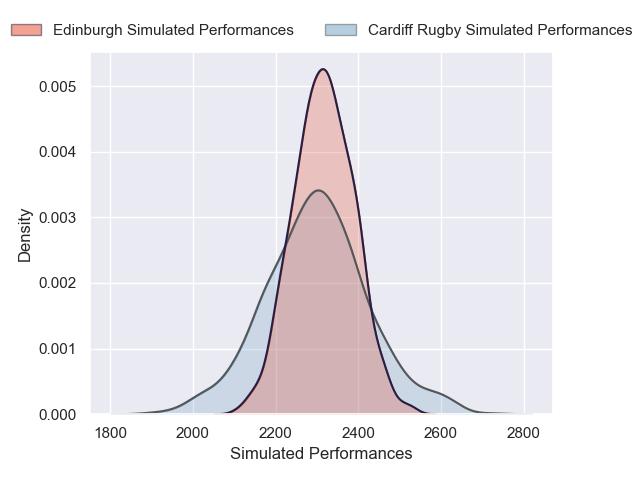 Edinburgh Simulated Performances
Cardiff Rugby Simulated Performances
0.005
0.004
0.003
0.002
0.001
0.000
Density
1800 2000 2200 2400 2600 2800
Simulated Performances